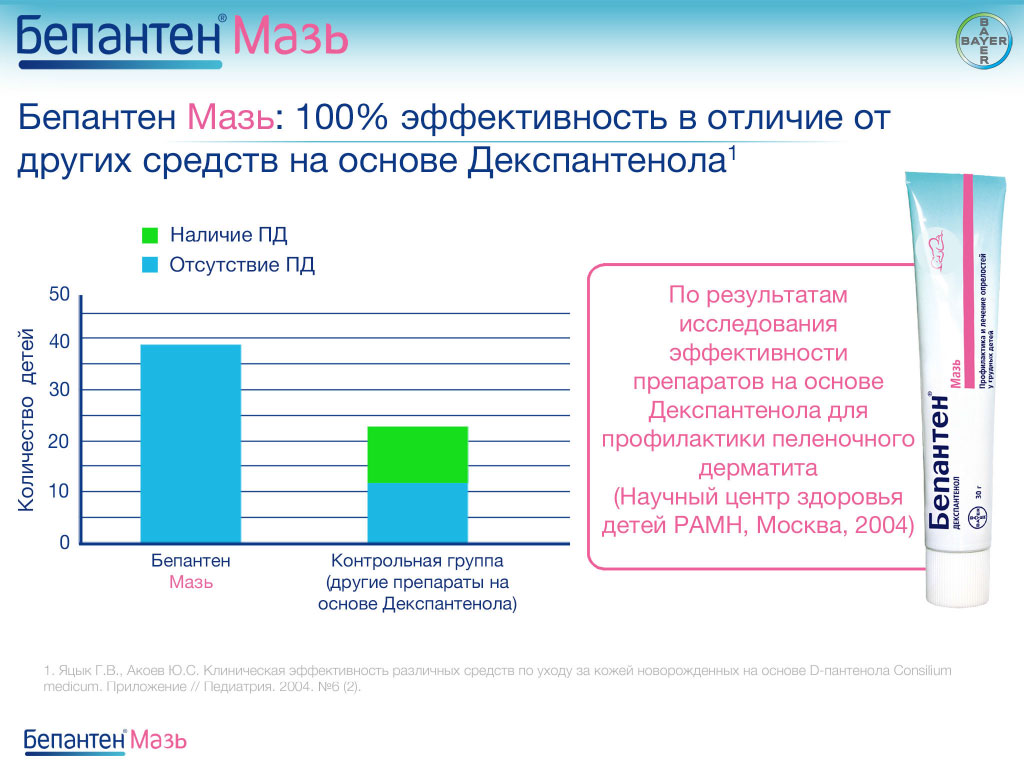 Бепантен® Мазь
BAYER
BAYER
Бепантен Мазь: 100% эффективность в отличие от
других средств на основе Декспантенола1
Наличие ПД
Отсутствие ПД
Количество детей
50
40
30
20
10
0
Бепантен
Мазь
Контрольная группа
(другие препараты на
основе Декспантенола)
По результатам
исследования
эффективности
препаратов на основе
Декспантенола для
профилактики пеленочного
дерматита
(Научный центр здоровья
детей РАМН, Москва, 2004)
Бепантен®
Мазь
ДЕКСПАНТЕНОЛ
Профилактика и лечение опрелостей
у грудных детей
30 г
1. Яцык Г.В., Акоев Ю.С. Клиническая эффективность различных средств по уходу за кожей новорожденных на основе D-пантенола Consilium
medicum. Приложение // Педиатрия. 2004. №6 (2).
Бепантен® Мазь